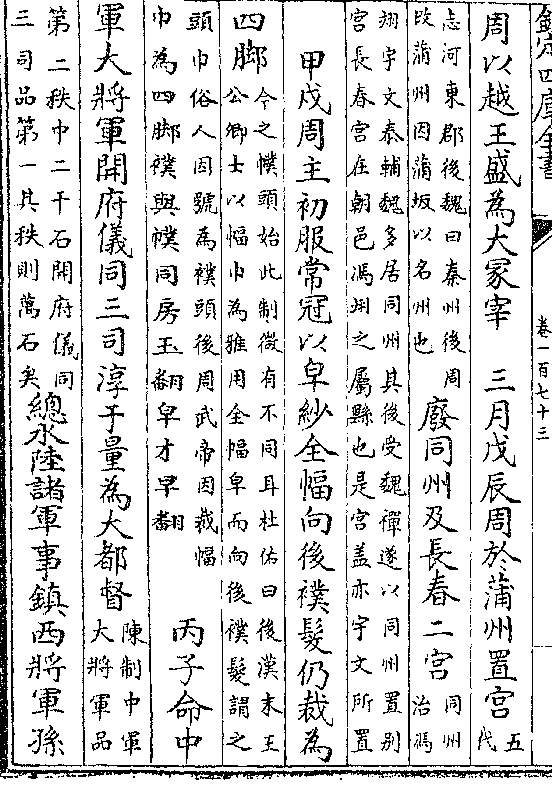 欽定四庫全書
卷一百七十三
周以越王盛為大冢宰　三月戊辰周於蒲州置宮五代
志河東郡後魏曰秦州後周
改蒲州因蒲坂以名州也
廢同州及長春二宮
同州
治馮
翊宇文泰輔魏多居同州其後受魏禪遂以同州置别
宮長春宮在朝邑馮翊之屬縣也是宮盖亦宇文所置
甲戌周主初服常冠以皁紗全幅向後襆髮仍裁為
四脚
今之幞頭始此制微有不同耳杜佑曰後漢末王
公卿士以幅巾為雅用全幅皁而向後襆髮謂之
頭巾俗人因號為襆頭後周武帝因裁幅
巾為四脚襆與襆同房玉翻皁才早翻
丙子命中
軍大將軍開府儀同三司淳于量為大都督
陳制中軍
大將軍品
第二秩中二千石開府儀同
三司品第一其秩則萬石矣
總水陸諸軍事鎮西將軍孫